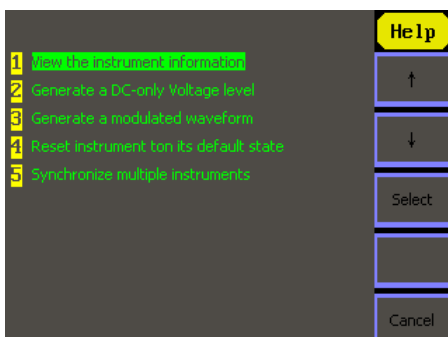 Help
1 View the instrument information
2 Generate a DC-only Voltage level
3 Generate a modulated waveform
4 Reset instrument ton its default state
5 Synchronize multiple instruments
↑
↓
Select
Cancel